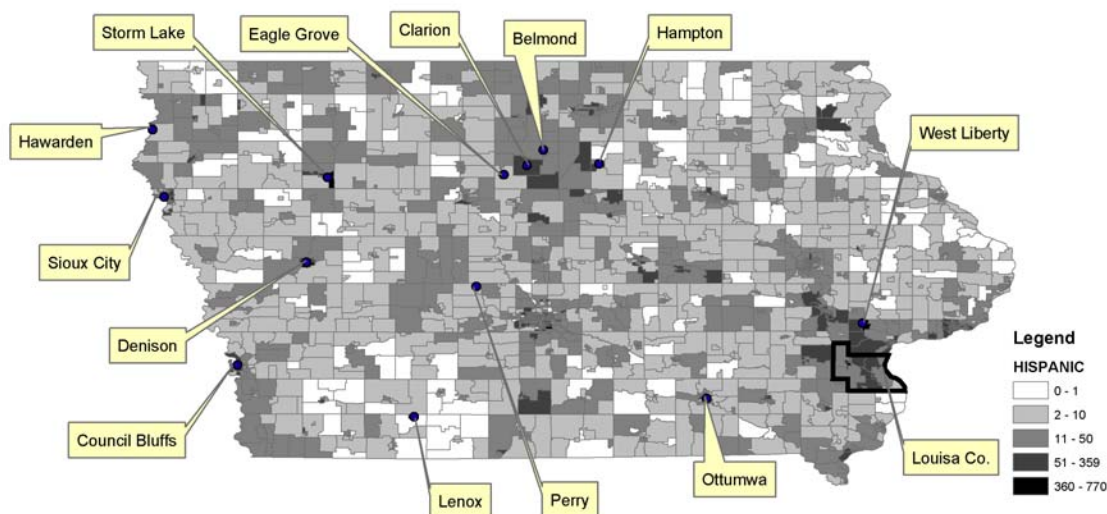 Storm Lake
Eagle Grove
Clarion
Belmond
Hampton
Hawarden
West Liberty
Sioux City
Denison
Council Bluffs
Lenox
Perry
Ottumwa
Louisa Co.
Legend
HISPANIC
0 - 1
2 - 10
11 - 50
51 - 359
360 - 770